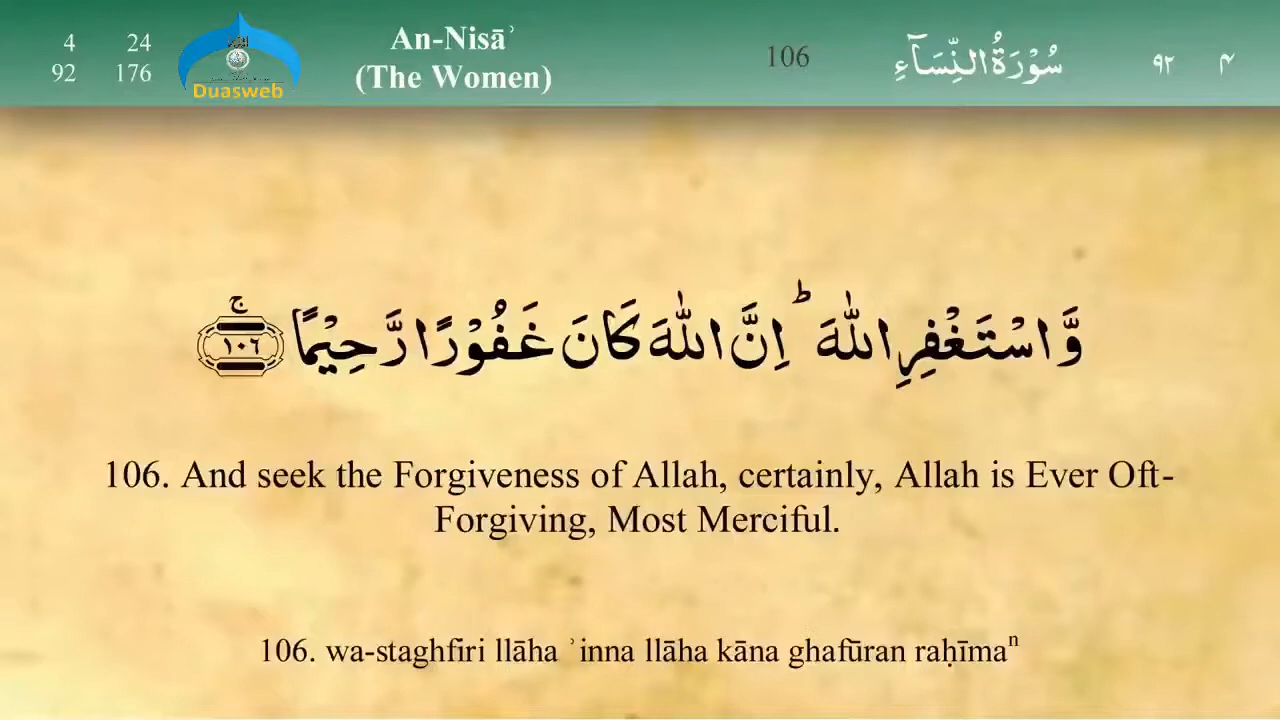 4 24
92 176
Duasweb
An-Nisāʾ
(The Women)
106
سُوْرَةُ النِّسَآءِ
٩٢ ۴
وَّاسْتَغْفِرِ اللّٰهَ ؕ اِنَّ اللّٰهَ كَانَ غَفُوْرًا رَّحِيْمًا ۚ ١٠٦
106. And seek the Forgiveness of Allah, certainly, Allah is Ever Oft-
Forgiving, Most Merciful.
106. wa-staghfiri llāha ʾinna llāha kāna ghafūran raḥīmaⁿ